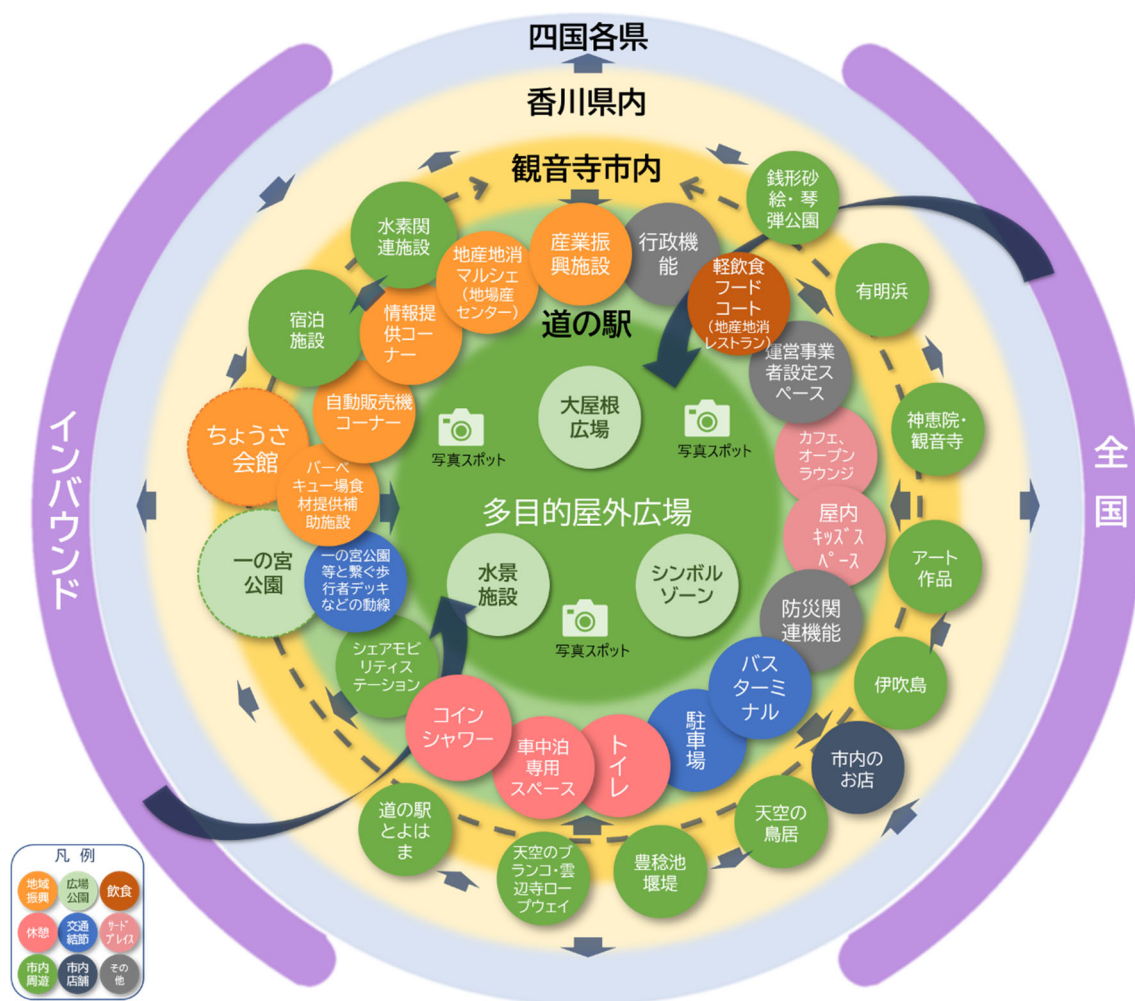 四国各県
香川県内
観音寺市内
道の駅
インバウンド
全国
産業振
興施設
行政機
能
軽飲食
フード
コート
(地産地消
レストラン)
運営事業
者設定ス
ペース
カフェ、
オープン
ラウンジ
屋内
キッズス
ペース
防災関
連機能
バス
ターミ
ナル
駐
車
場
トイレ
車中泊
専用
スペース
コイン
シャワー
シェアモビ
リティス
テーション
一の宮公園
等と繋ぐ歩
行者デッキ
などの動線
一の宮
公園
バーベ
キュー場食
材提供補
助施設
ちょうさ
会館
自動販売機
コーナー
情報提
供コー
ナー
地産地消
マルシェ
(地場産
センター)
宿泊
施設
水素関
連施設
銭形砂
絵・琴
弾公園
有明浜
神恵院・
観音寺
アート
作品
伊吹島
市内の
お店
天空の
鳥居
豊稔池
堰堤
天空のブ
ランコ・雲
辺寺ロー
プウェイ
道の駅
とよは
ま
大屋根
広場
写真スポット
写真スポット
多目的屋外広場
水景
施設
シンボル
ゾーン
写真スポット
凡例
地域
振興
広場
公園
飲食
休憩
交通
結節
サード
プレイス
市内
周遊
市内
店舗
その
他